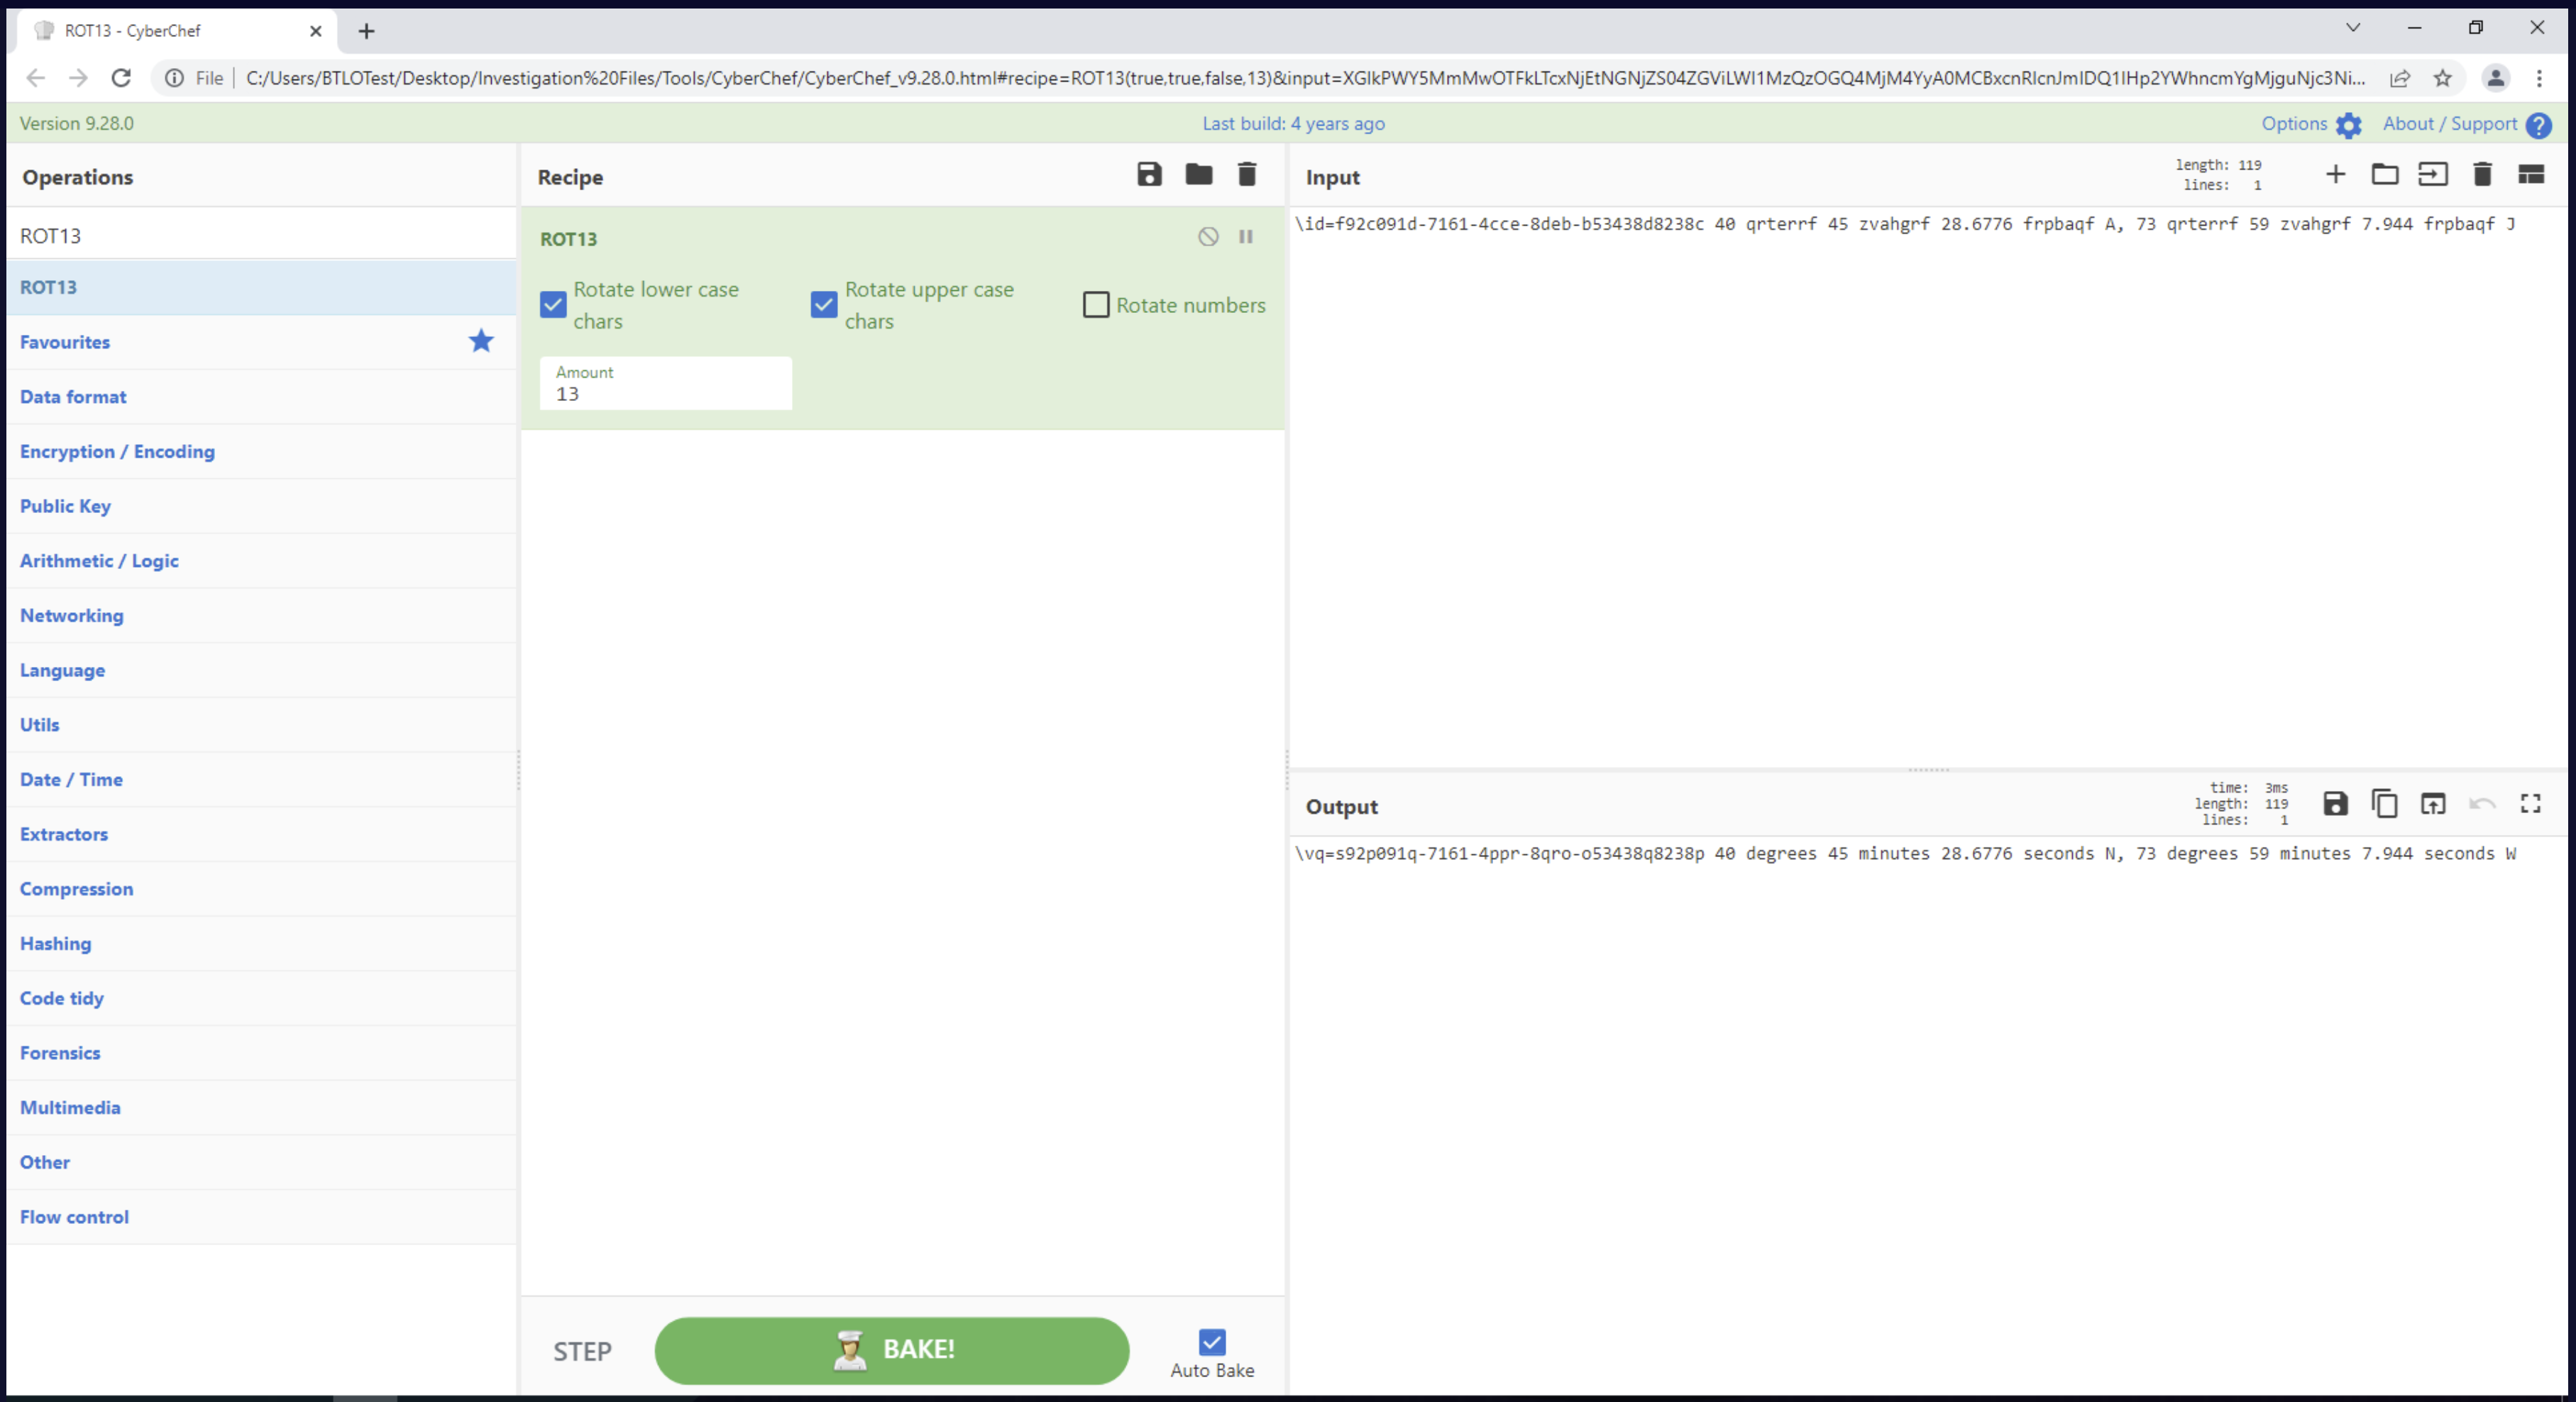 ROT13 - CyberChef
File
C:/Users/BTLOTest/Desktop/Investigation%20Files/Tools/CyberChef/CyberChef_v9.28.0.html#recipe=ROT13(true,true,false,13)&input=XGlkPWY5MmMwOTFkLTcxNjEtNGNjZS04ZGViLWI1MzQzOGQ4MjM4YyA0MCBxcnRlcnJmIDQ1IHp2YWhncmYgMjguNjc3Ni...
Version 9.28.0
Last build: 4 years ago
Options
About / Support
Operations
Recipe
Input
length: 119
lines: 1
ROT13
ROT13
Favourites
Data format
Encryption / Encoding
Public Key
Arithmetic / Logic
Networking
Language
Utils
Date / Time
Extractors
Compression
Hashing
Code tidy
Forensics
Multimedia
Other
Flow control
ROT13
Rotate lower case
chars
Rotate upper case
chars
Rotate numbers
Amount
13
STEP
BAKE!
Auto Bake
\id=f92c091d-7161-4cce-8deb-b53438d8238c 40 qrterrf 45 zvahgrf 28.6776 frpbaqf A, 73 qrterrf 59 zvahgrf 7.944 frpbaqf J
Output
time: 3ms
length: 119
lines: 1
\vq=s92p091q-7161-4ppr-8qro-o53438q8238p 40 degrees 45 minutes 28.6776 seconds N, 73 degrees 59 minutes 7.944 seconds W